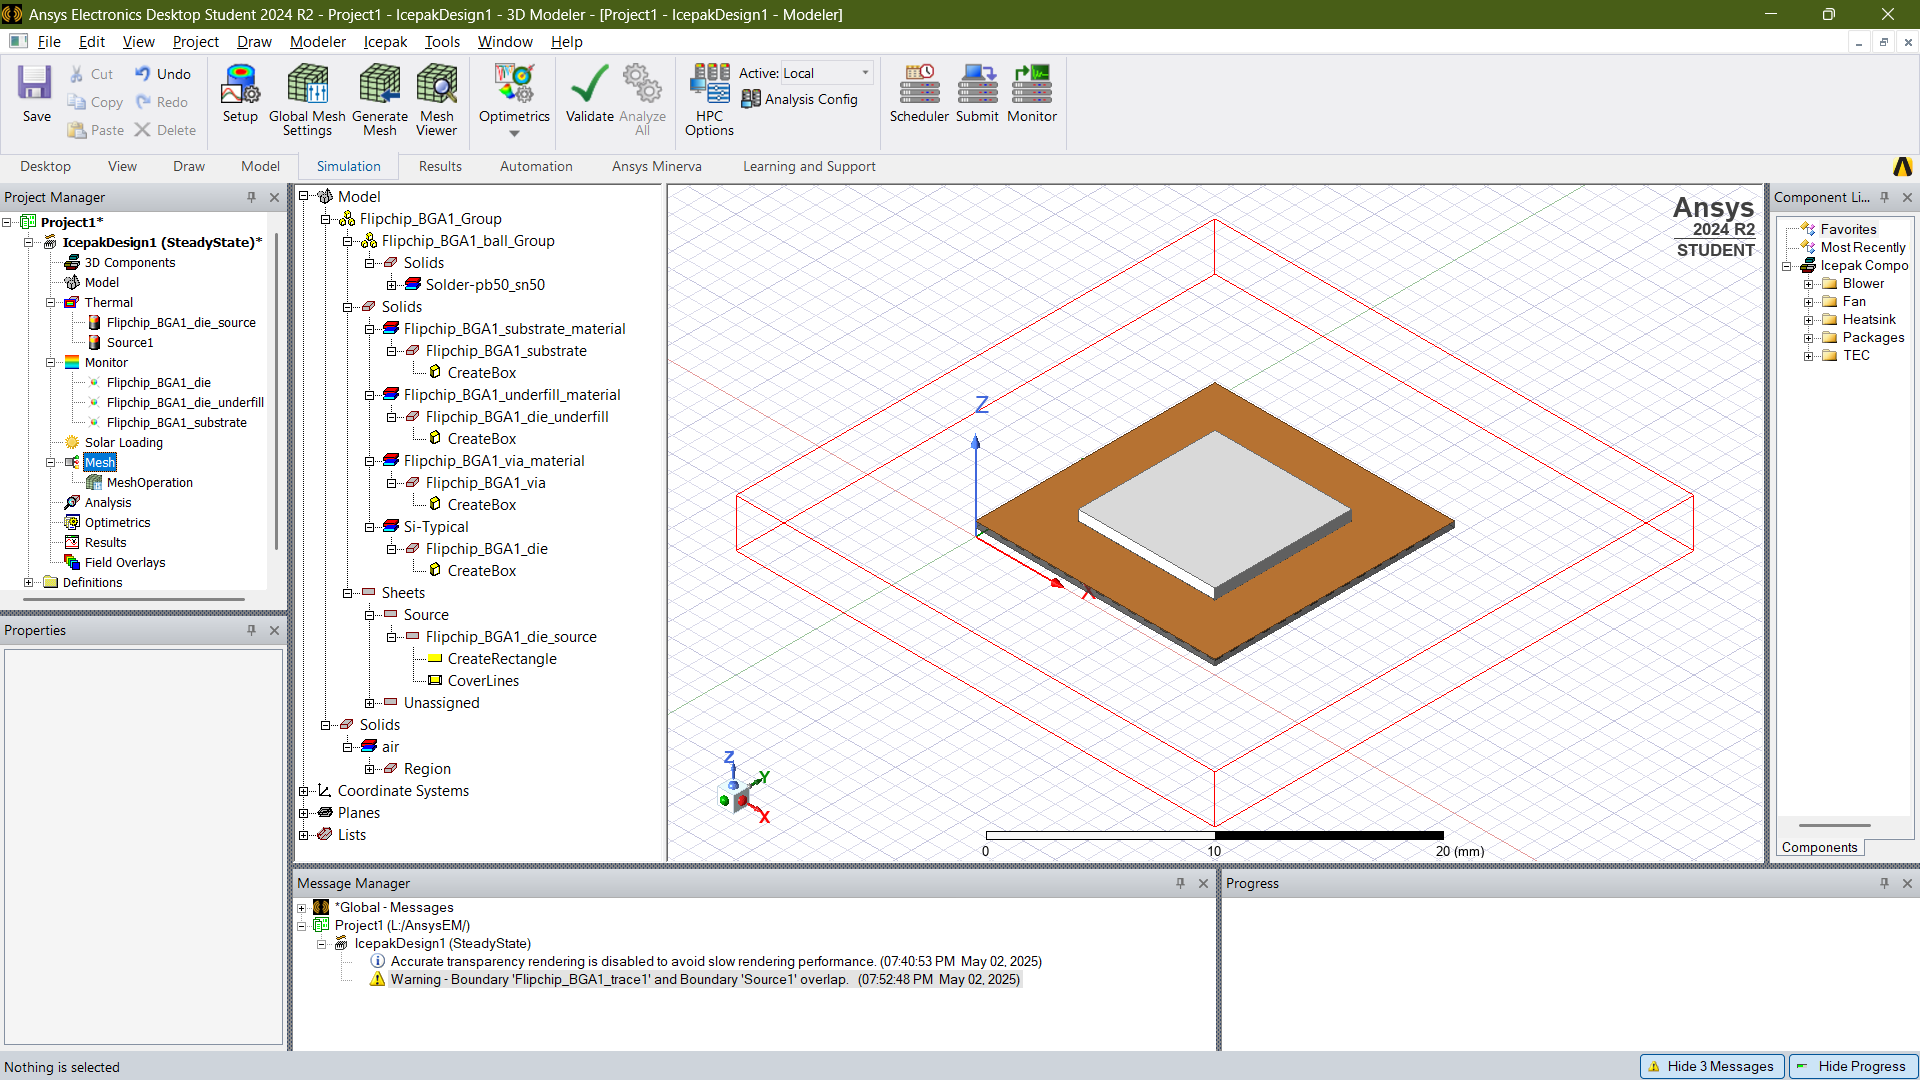 Ansys Electronics Desktop Student 2024 R2 - Project1 - IcepakDesign1 - 3D Modeler - [Project1 - IcepakDesign1 - Modeler]
File Edit View Project Draw Modeler Icepak Tools Window Help
Save
Cut
Copy
Paste
Undo
Redo
Delete
Setup
Global Mesh Settings
Generate Mesh
Mesh Viewer
Optimetrics
Validate
Analyze All
HPC Options
Active: Local
Analysis Config
Scheduler
Submit
Monitor
Desktop View Draw Model Simulation Results Automation Ansys Minerva Learning and Support
Project Manager
Project1*
IcepakDesign1 (SteadyState)*
3D Components
Model
Thermal
Flipchip_BGA1_die_source
Source1
Monitor
Flipchip_BGA1_die
Flipchip_BGA1_die_underfill
Flipchip_BGA1_substrate
Solar Loading
Mesh
MeshOperation
Analysis
Optimetrics
Results
Field Overlays
Definitions
Properties
Model
Flipchip_BGA1_Group
Flipchip_BGA1_ball_Group
Solids
Solder-pb50_sn50
Solids
Flipchip_BGA1_substrate_material
Flipchip_BGA1_substrate
CreateBox
Flipchip_BGA1_underfill_material
Flipchip_BGA1_die_underfill
CreateBox
Flipchip_BGA1_via_material
Flipchip_BGA1_via
CreateBox
Si-Typical
Flipchip_BGA1_die
CreateBox
Sheets
Source
Flipchip_BGA1_die_source
CreateRectangle
CoverLines
Unassigned
Solids
air
Region
Coordinate Systems
Planes
Lists
Ansys
2024 R2
STUDENT
Z
X
Z
Y
X
0 10 20 (mm)
Component Li...
Favorites
Most Recently
Icepak Compo
Blower
Fan
Heatsink
Packages
TEC
Components
Message Manager
*Global - Messages
Project1 (L:/AnsysEM/)
IcepakDesign1 (SteadyState)
Accurate transparency rendering is disabled to avoid slow rendering performance. (07:40:53 PM May 02, 2025)
Warning - Boundary 'Flipchip_BGA1_trace1' and Boundary 'Source1' overlap. (07:52:48 PM May 02, 2025)
Progress
Nothing is selected
Hide 3 Messages
Hide Progress